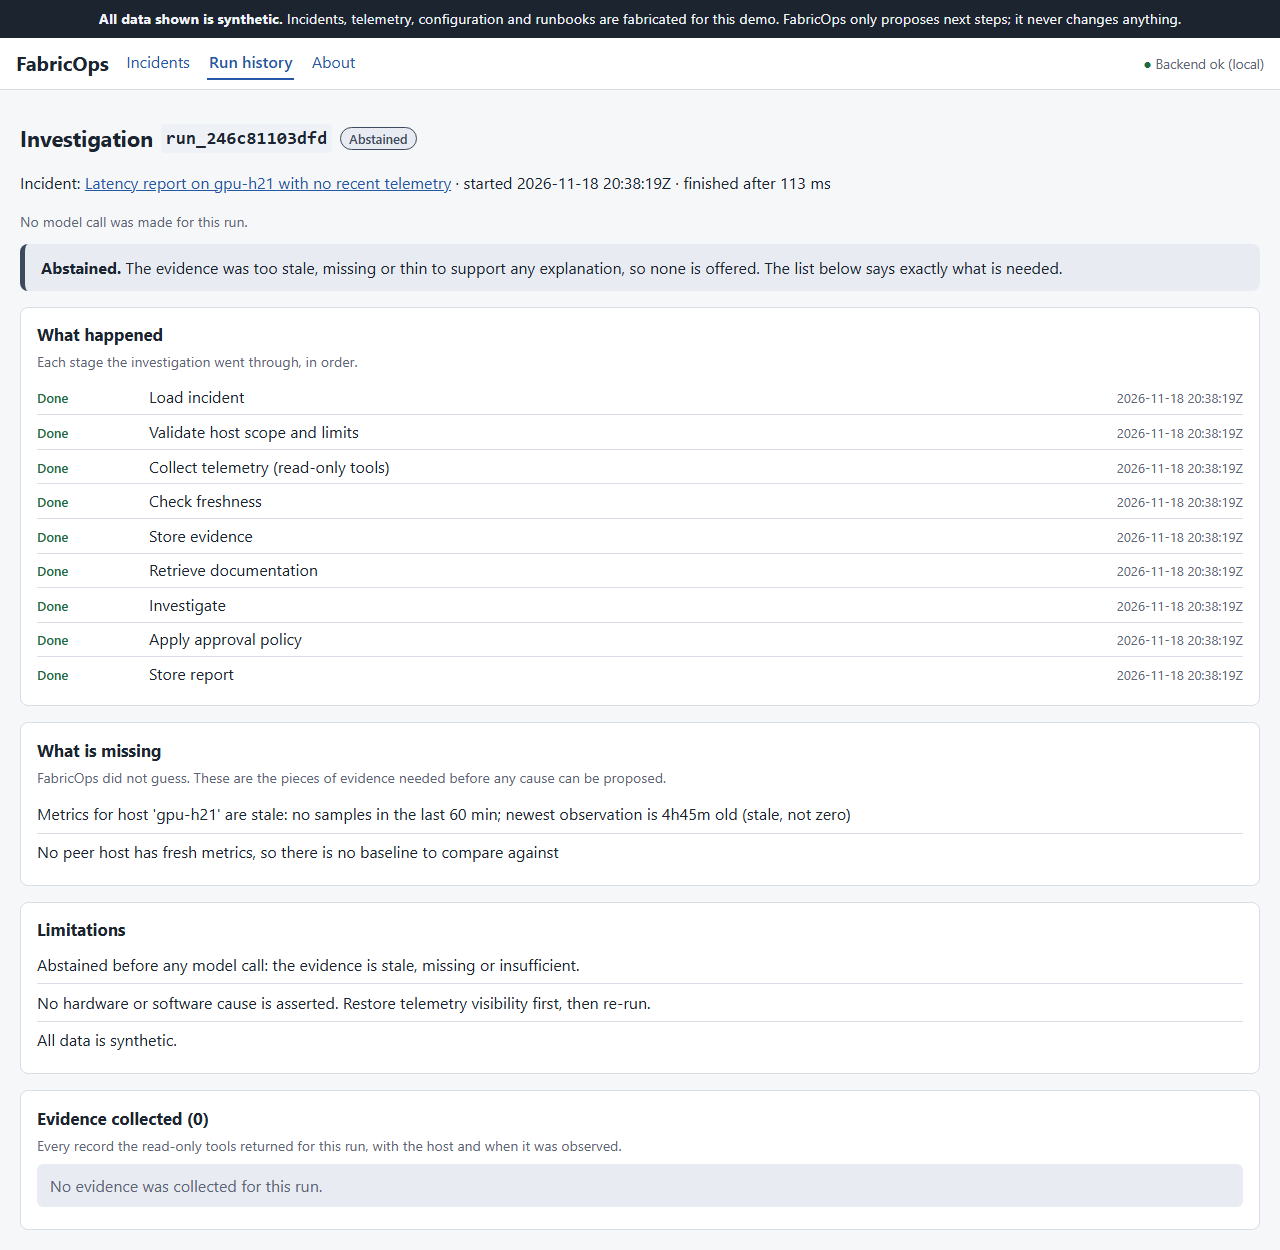 All data shown is synthetic. Incidents, telemetry, configuration and runbooks are fabricated for this demo. FabricOps only proposes next steps; it never changes anything.
FabricOps Incidents Run history About Backend ok (local)
Investigation run_246c81103dfd Abstained
Incident: Latency report on gpu-h21 with no recent telemetry · started 2026-11-18 20:38:19Z · finished after 113 ms
No model call was made for this run.
Abstained. The evidence was too stale, missing or thin to support any explanation, so none is offered. The list below says exactly what is needed.
What happened
Each stage the investigation went through, in order.
Done Load incident 2026-11-18 20:38:19Z
Done Validate host scope and limits 2026-11-18 20:38:19Z
Done Collect telemetry (read-only tools) 2026-11-18 20:38:19Z
Done Check freshness 2026-11-18 20:38:19Z
Done Store evidence 2026-11-18 20:38:19Z
Done Retrieve documentation 2026-11-18 20:38:19Z
Done Investigate 2026-11-18 20:38:19Z
Done Apply approval policy 2026-11-18 20:38:19Z
Done Store report 2026-11-18 20:38:19Z
What is missing
FabricOps did not guess. These are the pieces of evidence needed before any cause can be proposed.
Metrics for host 'gpu-h21' are stale: no samples in the last 60 min; newest observation is 4h45m old (stale, not zero)
No peer host has fresh metrics, so there is no baseline to compare against
Limitations
Abstained before any model call: the evidence is stale, missing or insufficient.
No hardware or software cause is asserted. Restore telemetry visibility first, then re-run.
All data is synthetic.
Evidence collected (0)
Every record the read-only tools returned for this run, with the host and when it was observed.
No evidence was collected for this run.